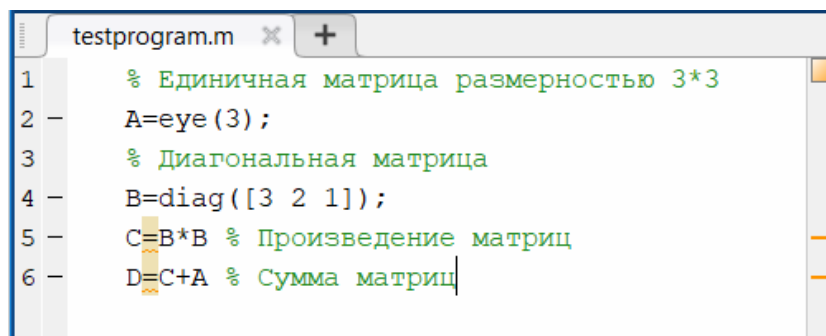 testprogram.m
1 % Единичная матрица размерностью 3*3
2 – A=eye(3);
3 % Диагональная матрица
4 – B=diag([3 2 1]);
5 – C=B*B % Произведение матриц
6 – D=C+A % Сумма матриц